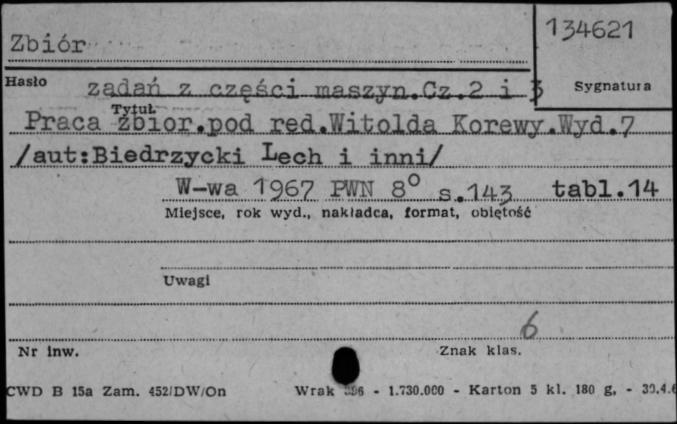 134621
Zbiór
Hasło
Sygnatura
zadań z części maszyn.Cz.2 i 3
Tytuł
Praca zbior.pod red.Witolda Korewy.Wyd.7
/aut:Biedrzycki Lech i inni/
W-wa 1967 PWN 8° s.143 tabl.14
Miejsce, rok wyd., nakładca, format, objętość
Uwagi
6
Nr inw.
Znak klas.
CWD B 15a Zam. 452/DW/On Wrak - 1.730.000 - Karton 5 kl. 180 g. -